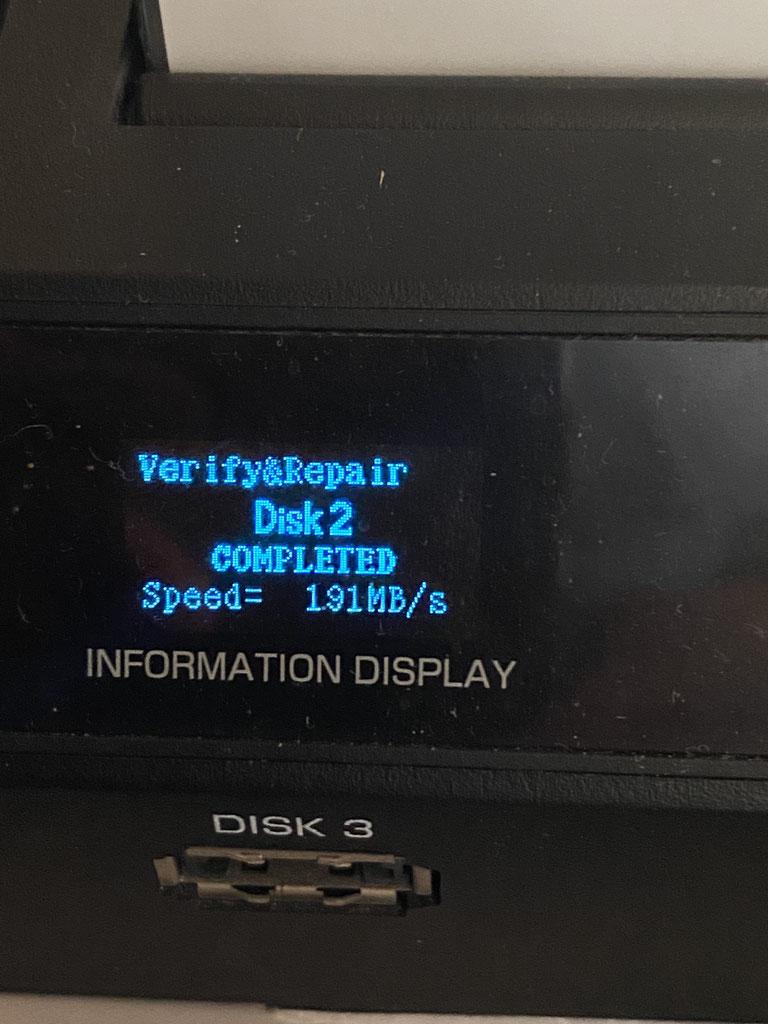 Verify&Repair
Disk2
COMPLETED
Speed= 191MB/s
INFORMATION DISPLAY
DISK 3